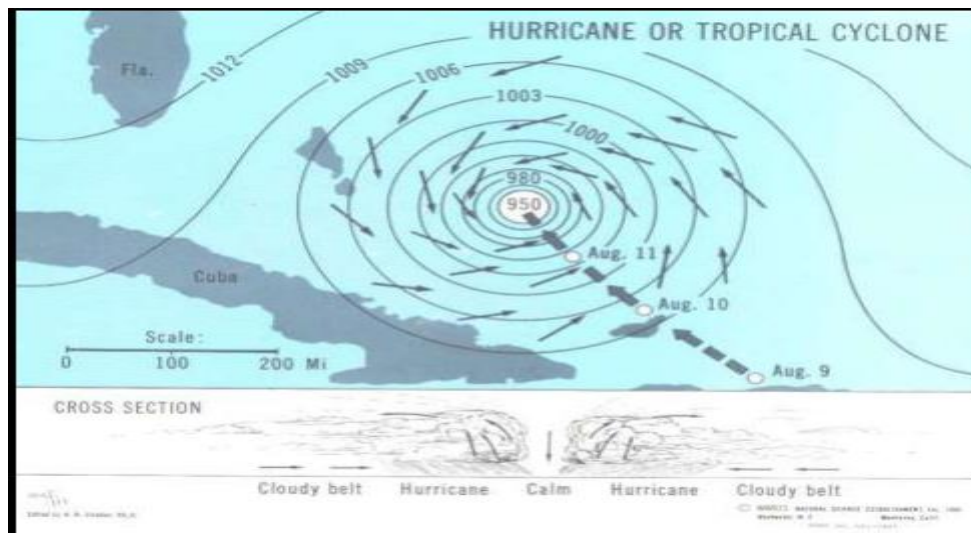 HURRICANE OR TROPICAL CYCLONE
Fla.
1012
1009
1006
1003
1000
980
950
Aug. 11
Cuba
Aug. 10
Scale:
0 100 200 Mi
Aug. 9
CROSS SECTION
Cloudy belt Hurricane Calm Hurricane Cloudy belt